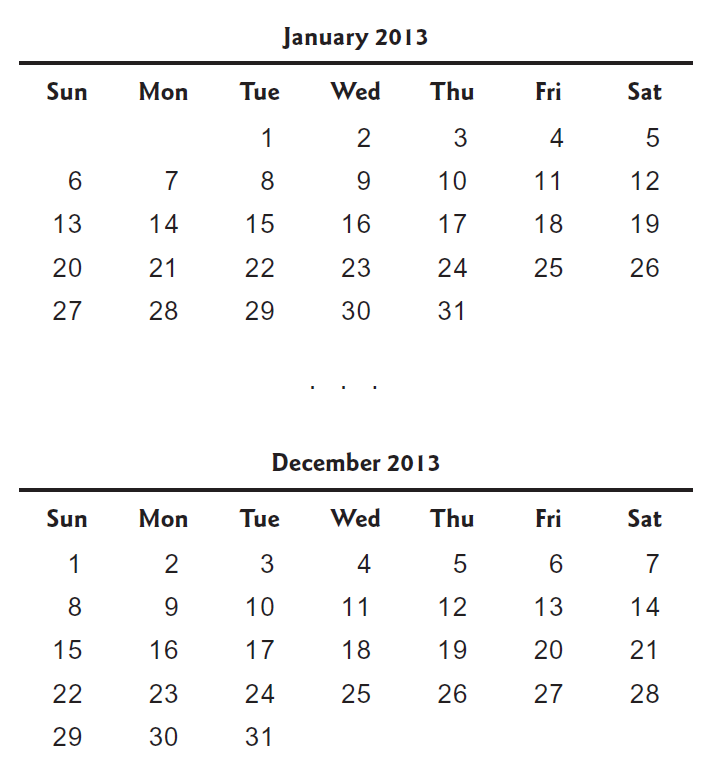 January 2013
Sun Mon Tue Wed Thu Fri Sat
1 2 3 4 5
6 7 8 9 10 11 12
13 14 15 16 17 18 19
20 21 22 23 24 25 26
27 28 29 30 31
. . .
December 2013
Sun Mon Tue Wed Thu Fri Sat
1 2 3 4 5 6 7
8 9 10 11 12 13 14
15 16 17 18 19 20 21
22 23 24 25 26 27 28
29 30 31